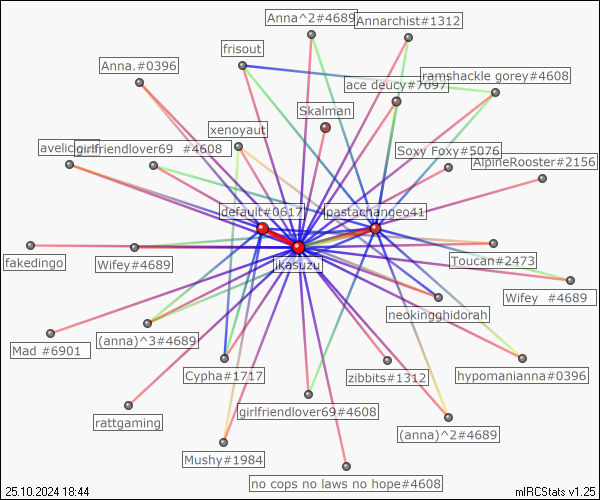 Anna^2#4689
Annarchist#1312
frisout
Anna.#0396
ramshackle gorey#4608
ace deucy#7097
Skalman
xenoyaut
Soxy Foxy#5076
girlfriendlover69 #4608
AlpineRooster#2156
default#0617
pastachangeo41
jikasuzu
fakedingo
Wifey#4689
Toucan#2473
Wifey #4689
neokingghidorah
(anna)^3#4689
Mad #6901
Cypha#1717
zibbits#1312
hypomanianna#0396
girlfriendlover69#4608
rattgaming
(anna)^2#4689
Mushy#1984
no cops no laws no hope#4608
25.10.2024 18:44
mIRCStats v1.25